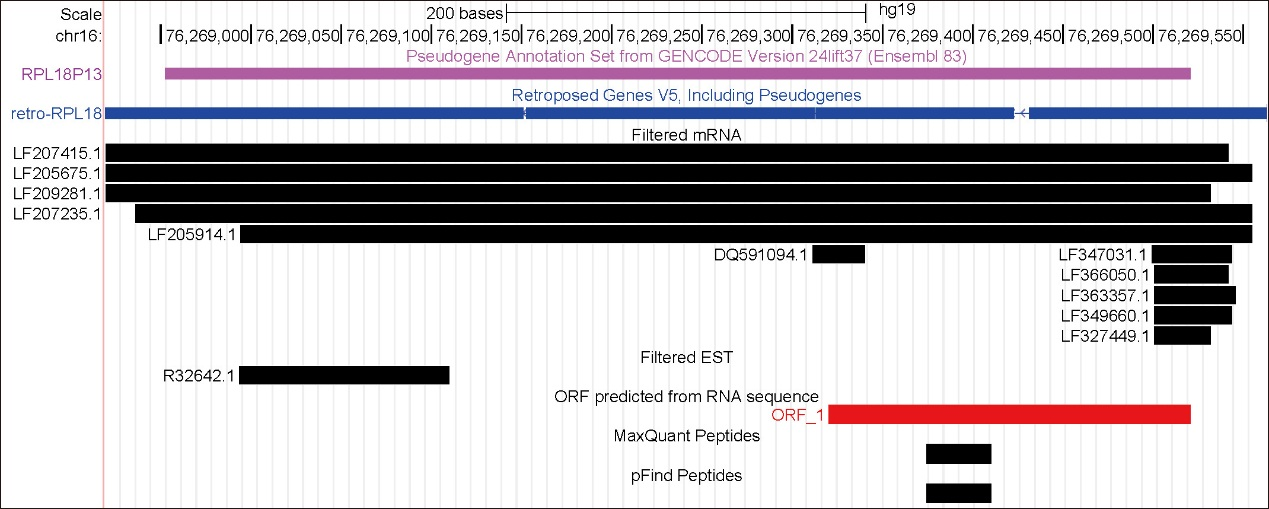 Scale 200 bases hg19
chr16: 76,269,000 76,269,050 76,269,100 76,269,150 76,269,200 76,269,250 76,269,300 76,269,350 76,269,400 76,269,450 76,269,500 76,269,550
Pseudogene Annotation Set from GENCODE Version 24lift37 (Ensembl 83)
RPL18P13
Retroposed Genes V5, Including Pseudogenes
retro-RPL18
Filtered mRNA
LF207415.1
LF205675.1
LF209281.1
LF207235.1
LF205914.1
DQ591094.1 LF347031.1
LF366050.1
LF363357.1
LF349660.1
LF327449.1
Filtered EST
R32642.1
ORF predicted from RNA sequence
ORF_1
MaxQuant Peptides
pFind Peptides